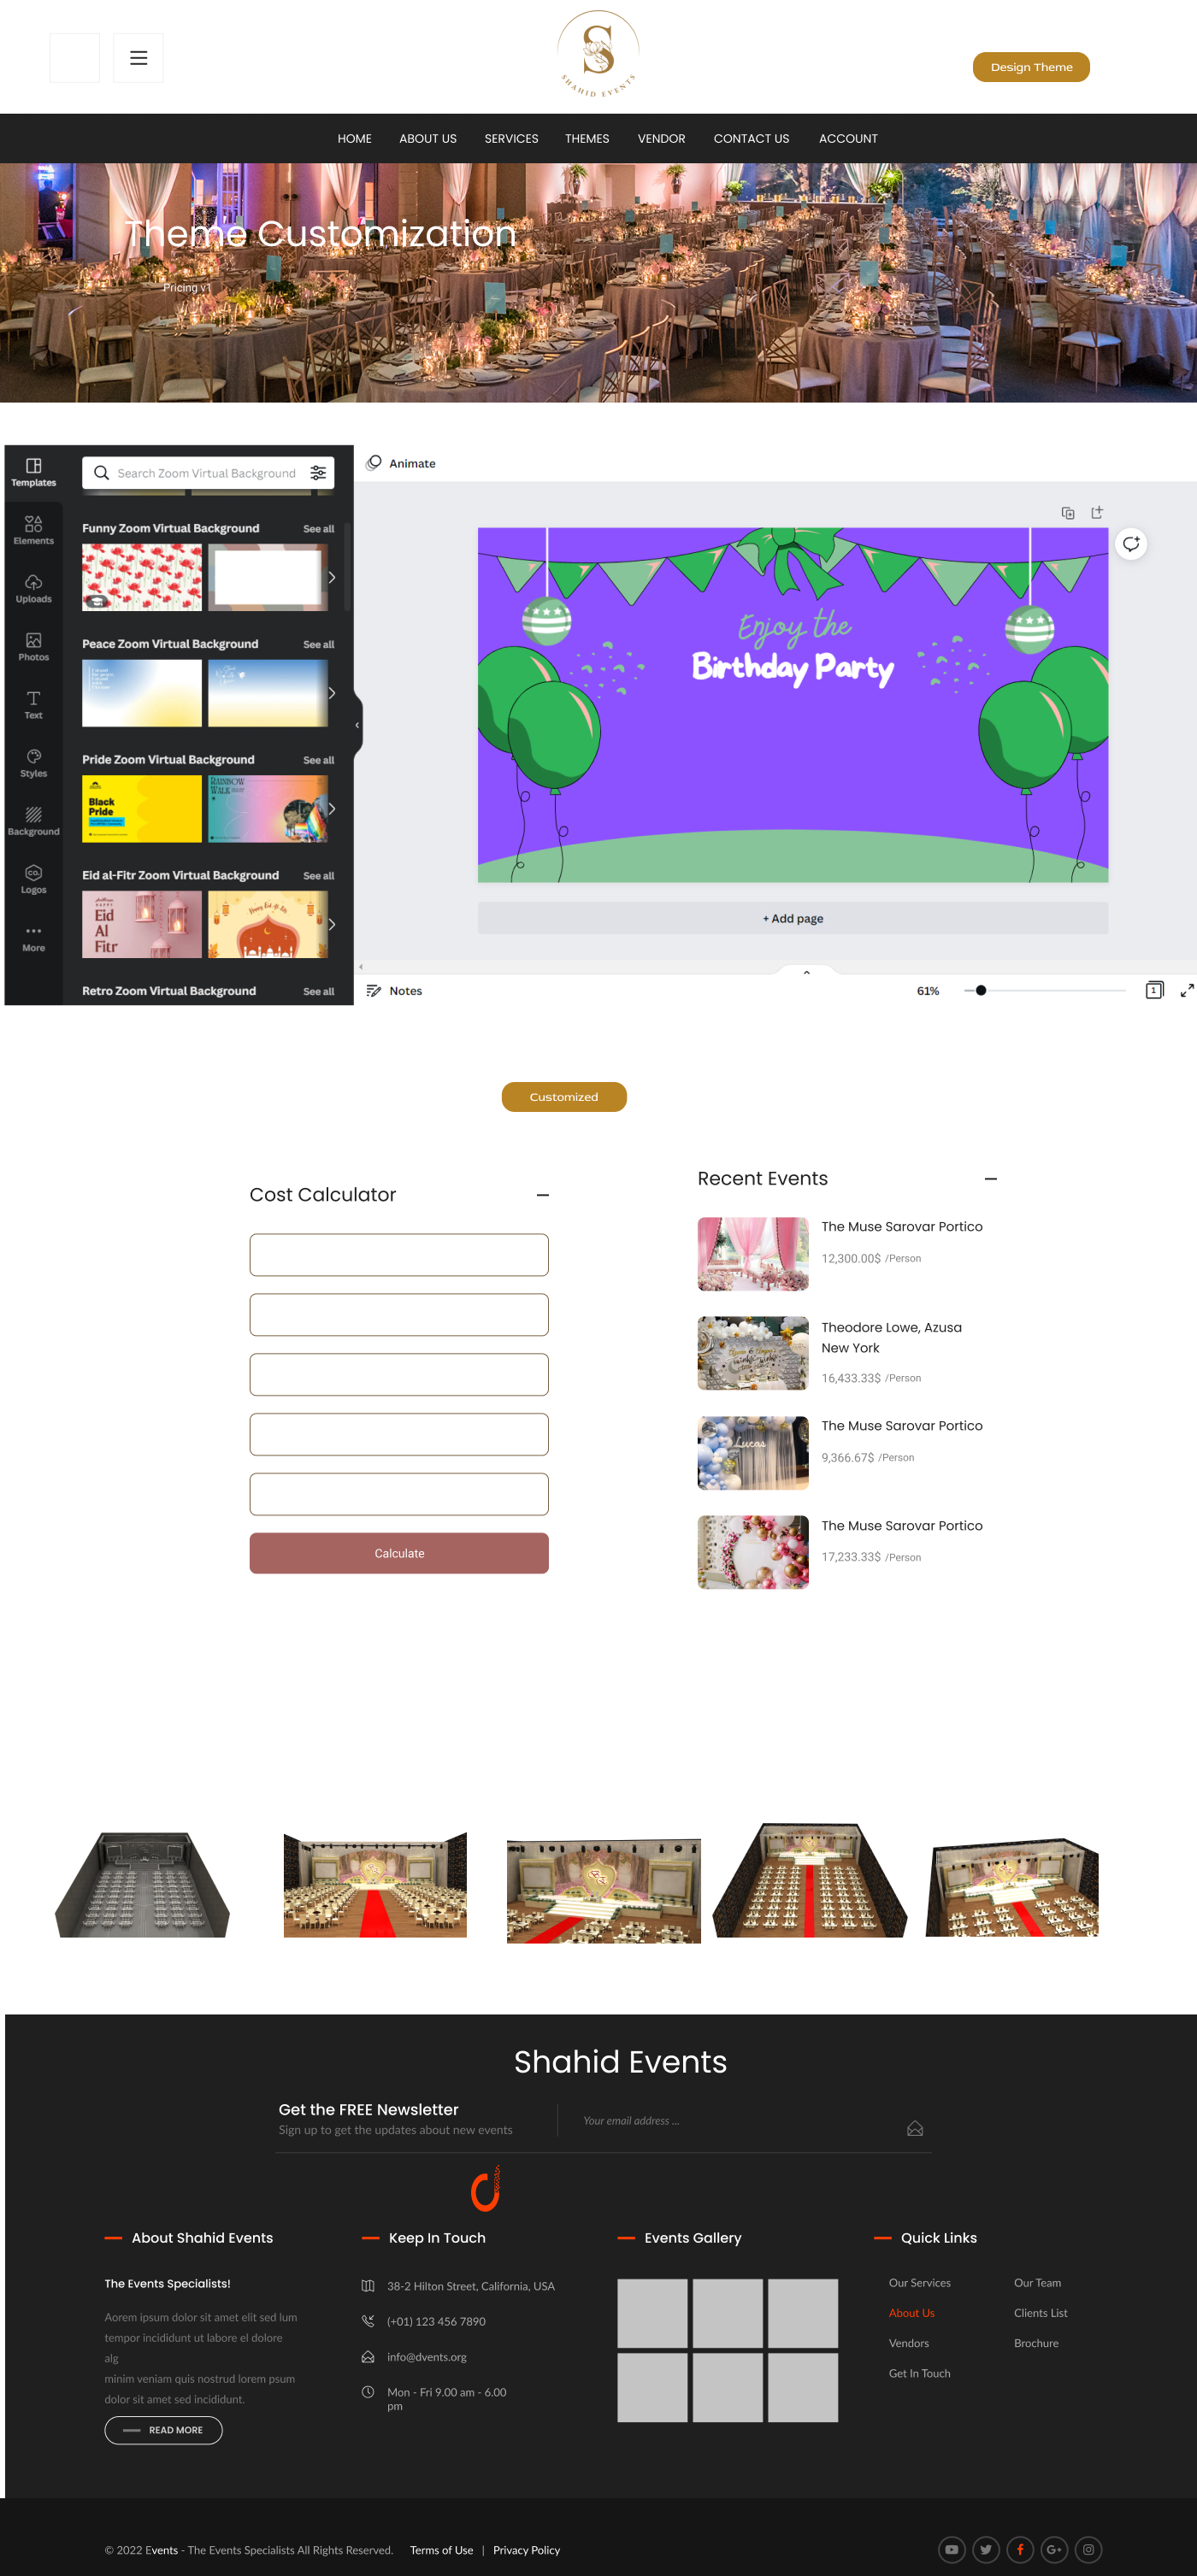 S
SHAHID EVENTS
Design Theme
HOME ABOUT US SERVICES THEMES VENDOR CONTACT US ACCOUNT
Theme Customization
Pricing v1
Templates
Elements
Uploads
Photos
Text
Styles
Background
CO.
Logos
More
Search Zoom Virtual Background
Funny Zoom Virtual Background See all
Peace Zoom Virtual Background See all
Pride Zoom Virtual Background See all
Black
Pride
RAINBOW
WALK
Eid al-Fitr Zoom Virtual Background See all
Eid
Al
Fitr
Happy Eid al-Fitr
Retro Zoom Virtual Background See all
Animate
Enjoy the
Birthday Party
+ Add page
Notes
61%
1
Customized
Cost Calculator
Calculate
Recent Events
The Muse Sarovar Portico
12,300.00$ /Person
Theodore Lowe, Azusa
New York
16,433.33$ /Person
Lucas
The Muse Sarovar Portico
9,366.67$ /Person
The Muse Sarovar Portico
17,233.33$ /Person
Shahid Events
Get the FREE Newsletter
Sign up to get the updates about new events
Your email address ...
About Shahid Events
The Events Specialists!
Aorem ipsum dolor sit amet elit sed lum
tempor incididunt ut labore el dolore
alg
minim veniam quis nostrud lorem psum
dolor sit amet sed incididunt.
READ MORE
Keep In Touch
38-2 Hilton Street, California, USA
(+01) 123 456 7890
info@dvents.org
Mon - Fri 9.00 am - 6.00
pm
Events Gallery
Quick Links
Our Services Our Team
About Us Clients List
Vendors Brochure
Get In Touch
© 2022 Events - The Events Specialists All Rights Reserved. Terms of Use | Privacy Policy